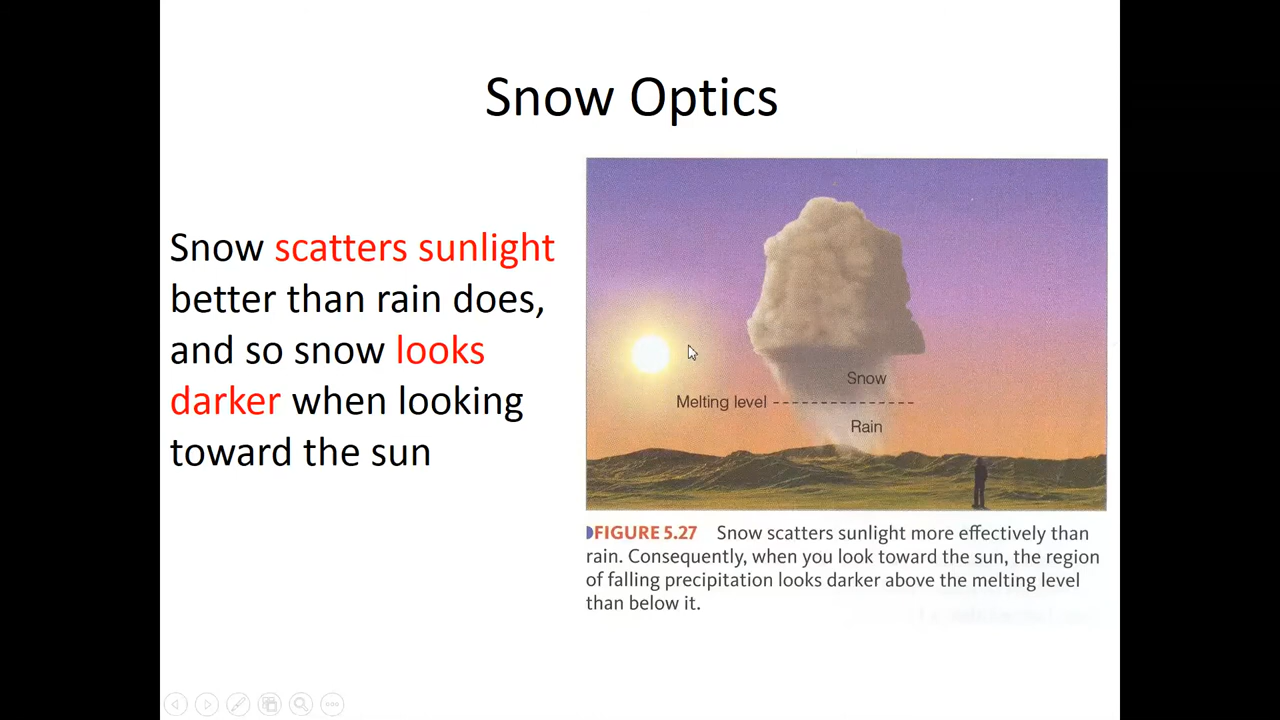 Snow Optics
Snow scatters sunlight
better than rain does,
and so snow looks
darker when looking
toward the sun
Snow
Melting level
Rain
FIGURE 5.27 Snow scatters sunlight more effectively than
rain. Consequently, when you look toward the sun, the region
of falling precipitation looks darker above the melting level
than below it.